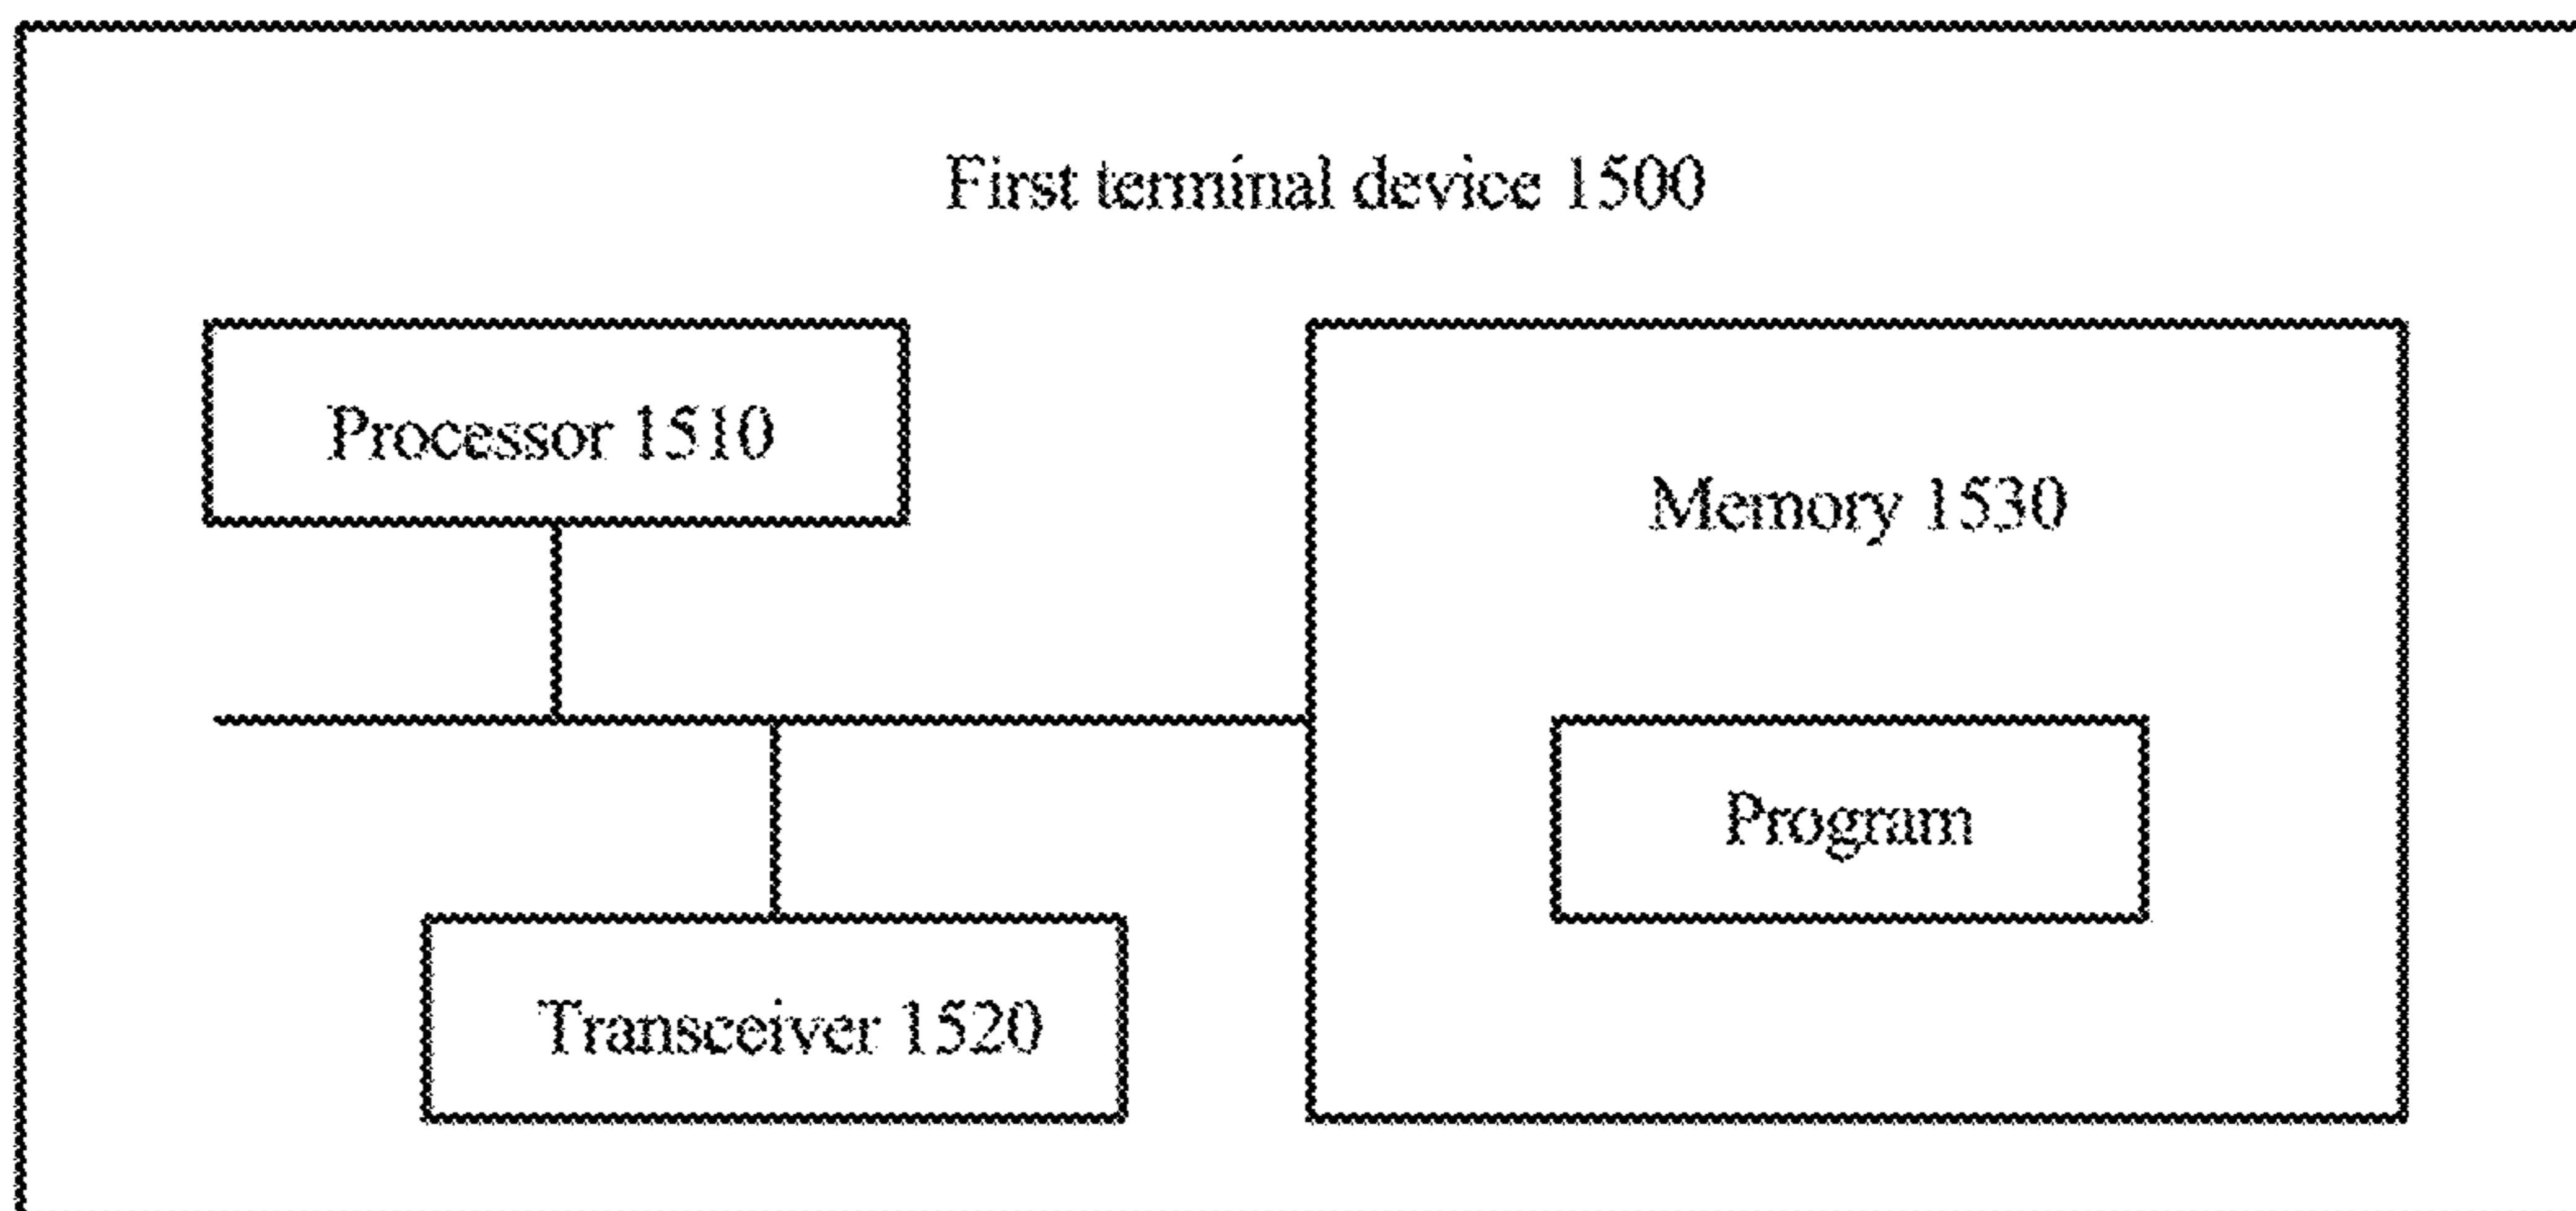 First terminal device 1500
Processor 1510
Memory 1530
Program
Transceiver 1520